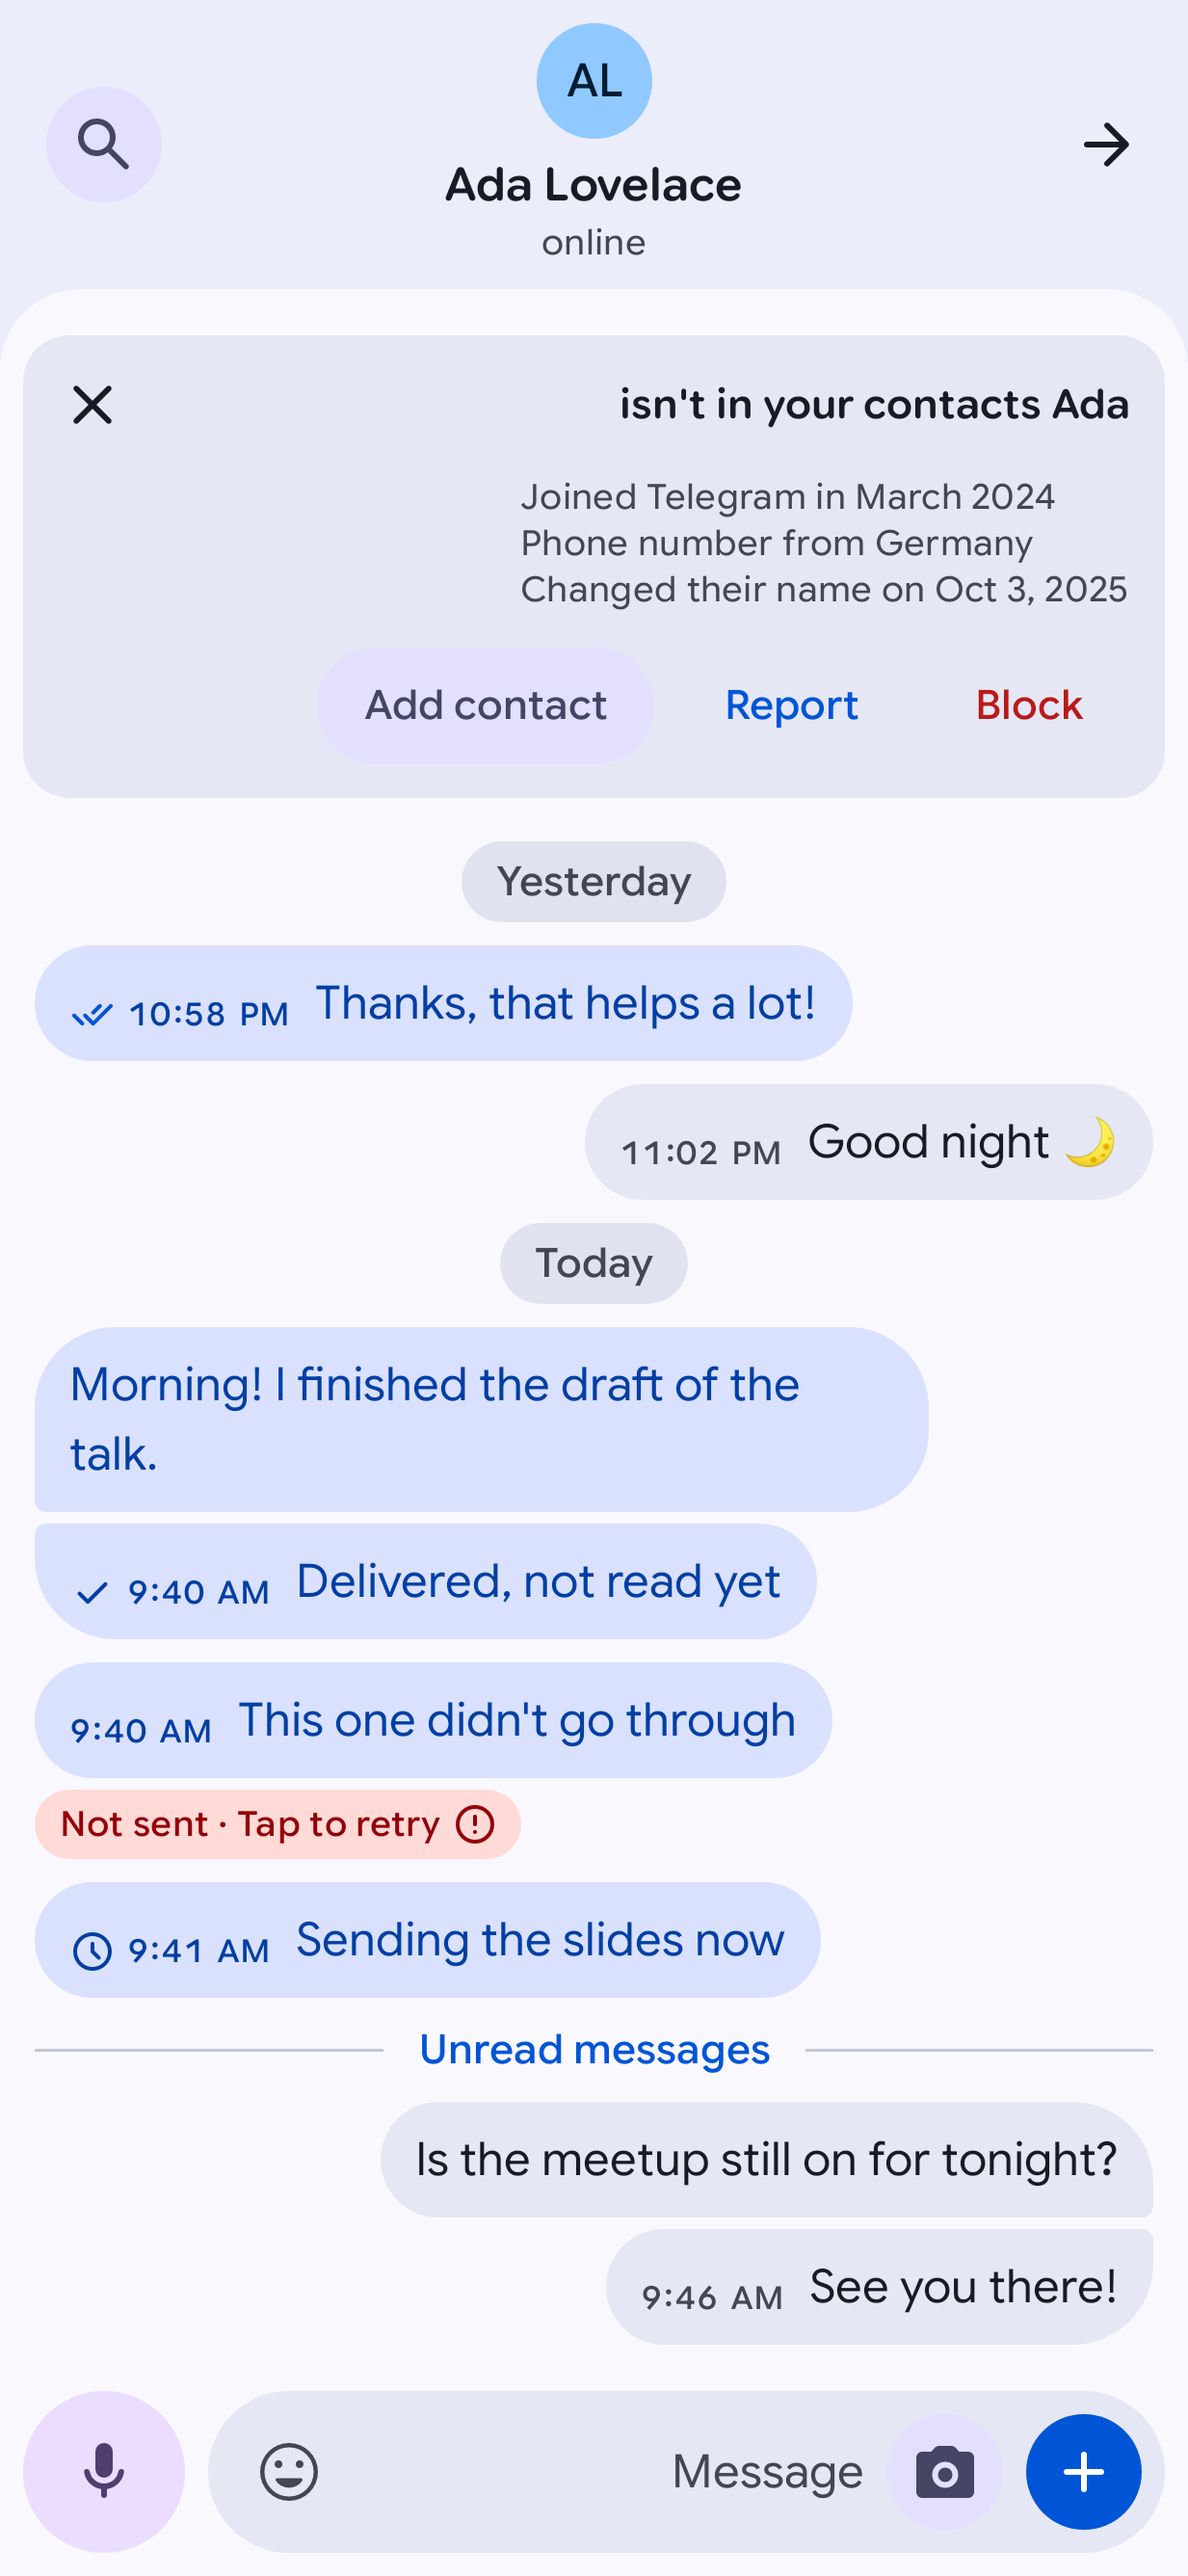 AL
Ada Lovelace
online
isn't in your contacts Ada
Joined Telegram in March 2024
Phone number from Germany
Changed their name on Oct 3, 2025
Add contact Report Block
Yesterday
10:58 PM Thanks, that helps a lot!
11:02 PM Good night 🌙
Today
Morning! I finished the draft of the
talk.
9:40 AM Delivered, not read yet
9:40 AM This one didn't go through
Not sent · Tap to retry
9:41 AM Sending the slides now
Unread messages
Is the meetup still on for tonight?
9:46 AM See you there!
Message